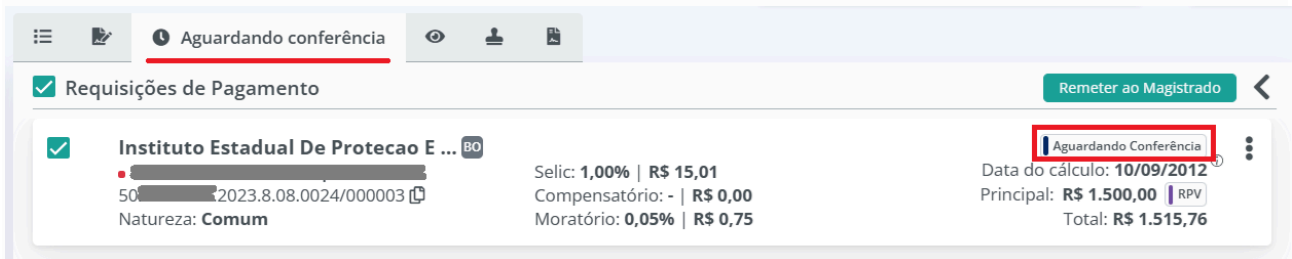 Aguardando conferência
Requisições de Pagamento
Remeter ao Magistrado
Instituto Estadual De Protecao E ... BO
Aguardando Conferência
Selic: 1,00% | R$ 15,01
Data do cálculo: 10/09/2012
50 2023.8.08.0024/000003
Compensatório: - | R$ 0,00
Principal: R$ 1.500,00 RPV
Natureza: Comum
Moratório: 0,05% | R$ 0,75
Total: R$ 1.515,76